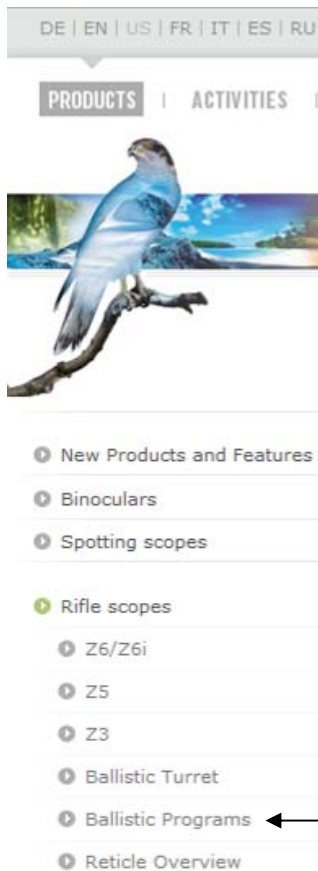 DE | EN | US | FR | IT | ES | RU
PRODUCTS | ACTIVITIES |
New Products and Features
Binoculars
Spotting scopes
Rifle scopes
Z6/Z6i
Z5
Z3
Ballistic Turret
Ballistic Programs
Reticle Overview